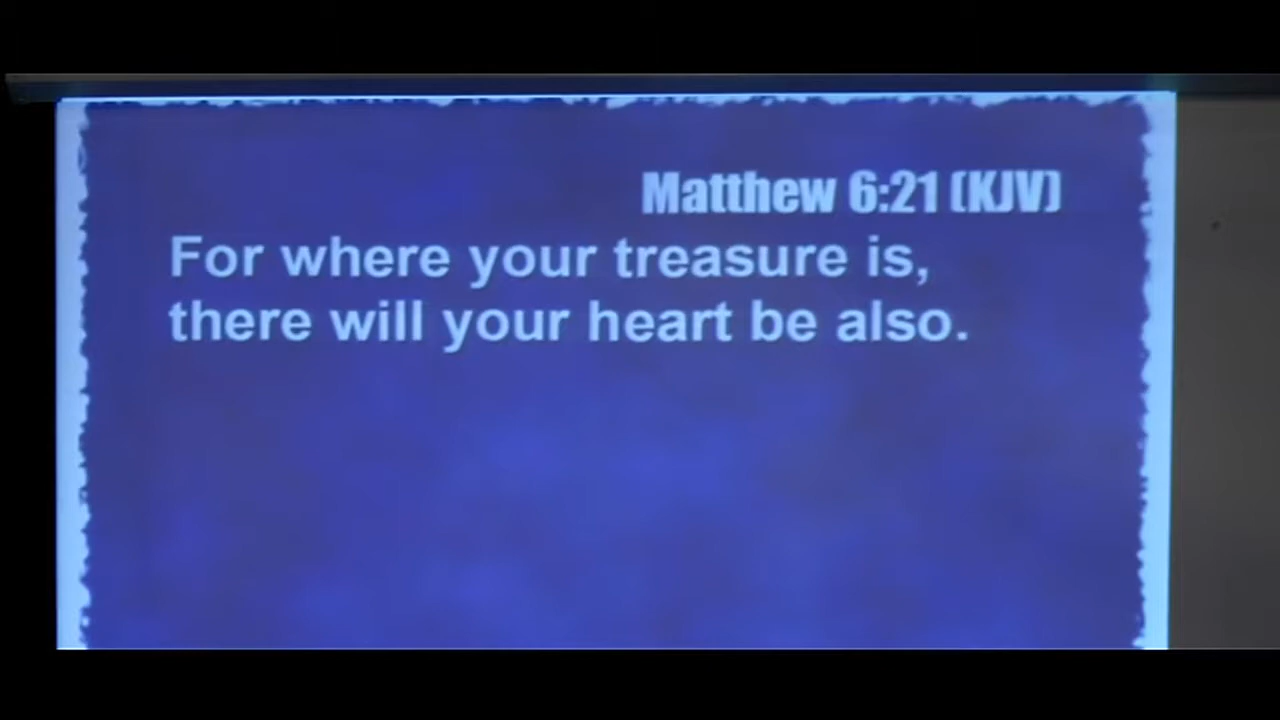 Matthew 6:21 (KJV)
For where your treasure is,
there will your heart be also.